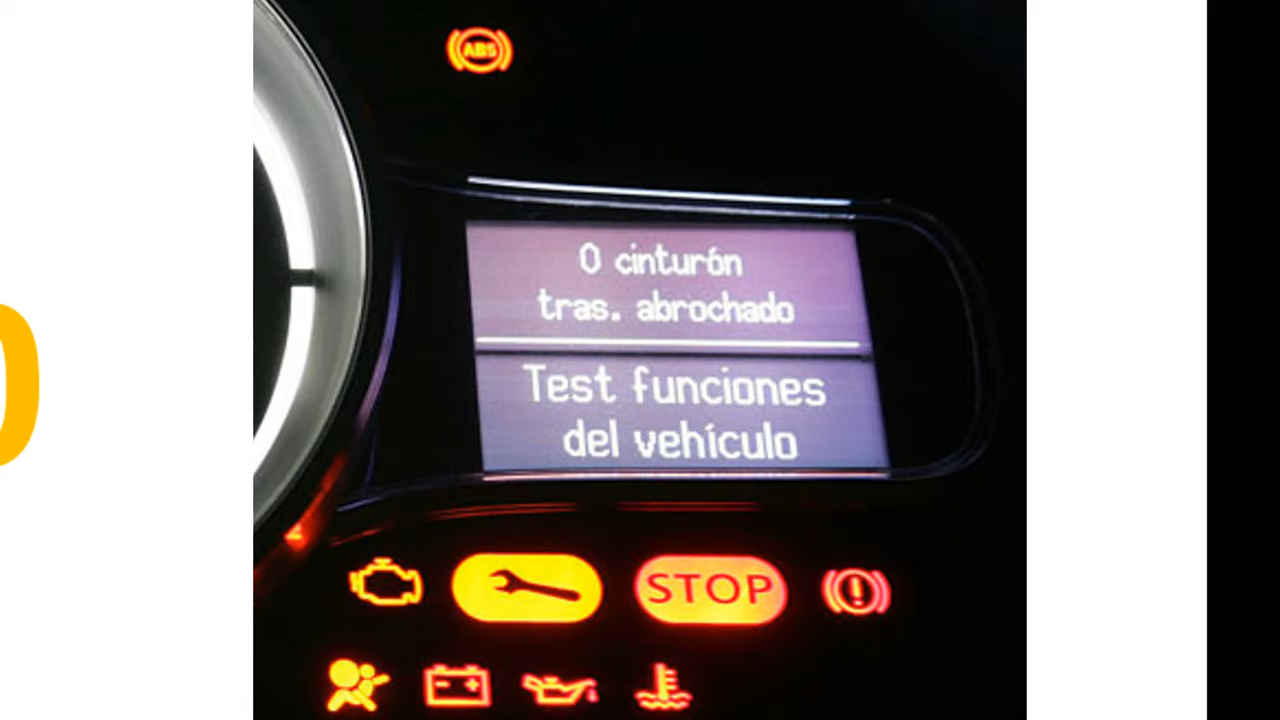 ABS
0 cinturón
tras. abrochado
Test funciones
del vehículo
STOP